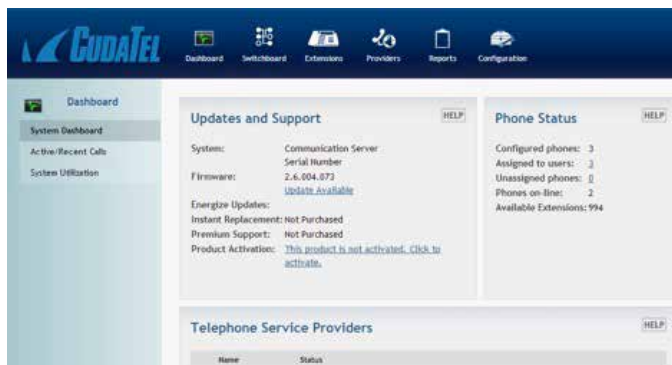 CUDATEL
Dashboard Switchboard Extensions Providers Reports Configuration
Dashboard
System Dashboard
Active/Recent Calls
System Utilization
Updates and Support HELP
System: Communication Server
Serial Number
Firmware: 2.6.004.073
Update Available
Energize Updates:
Instant Replacement: Not Purchased
Premium Support: Not Purchased
Product Activation: This product is not activated. Click to
activate.
Phone Status HELP
Configured phones: 3
Assigned to users: 3
Unassigned phones: 0
Phones on-line: 2
Available Extensions: 994
Telephone Service Providers HELP
Name Status